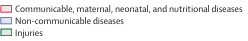 Communicable, maternal, neonatal, and nutritional diseases
Non-communicable diseases
Injuries